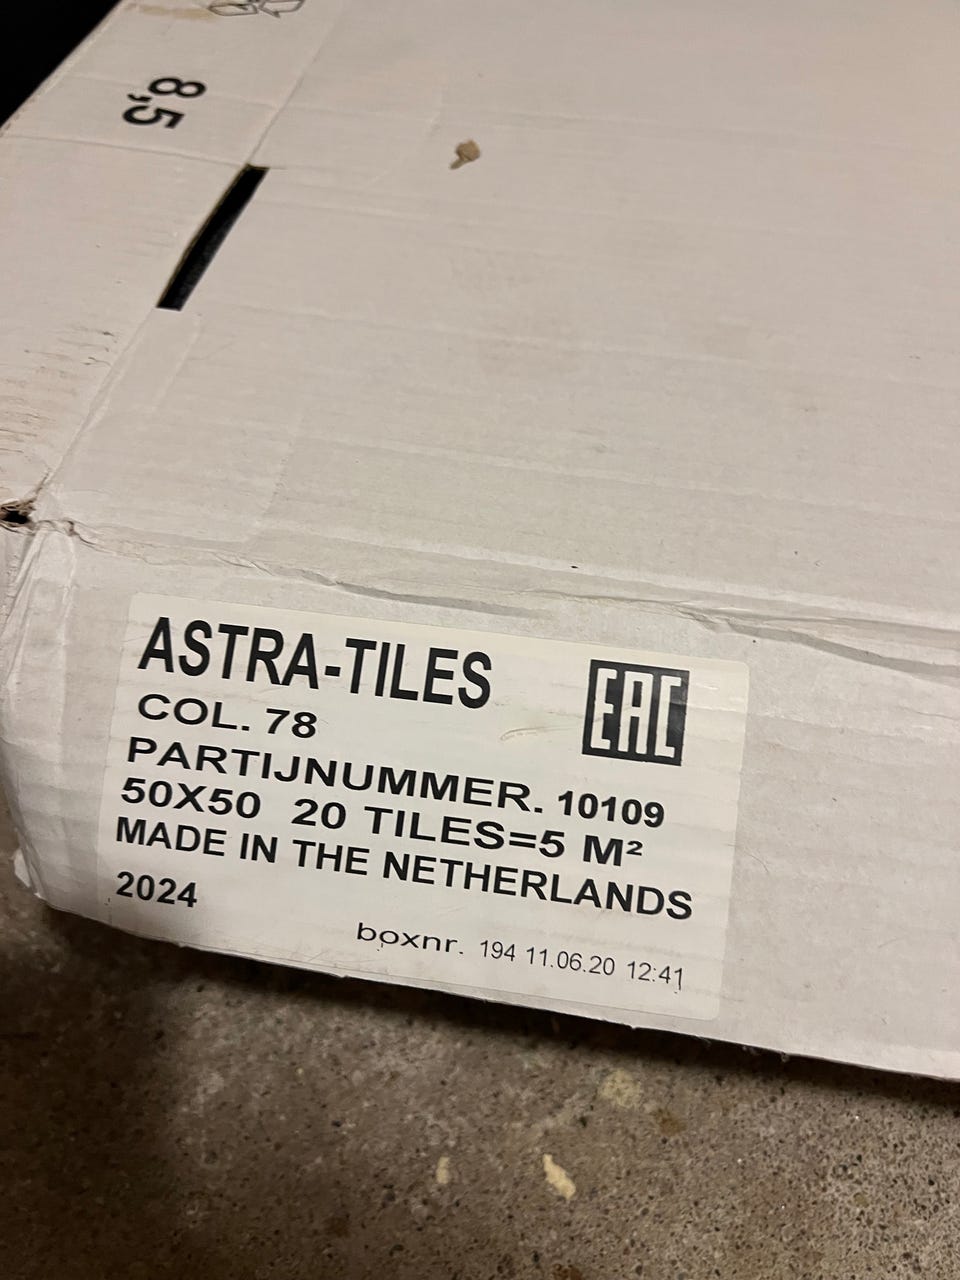 8,5
ASTRA-TILES
EAC
COL. 78
PARTIJNUMMER. 10109
50X50 20 TILES=5 M²
MADE IN THE NETHERLANDS
2024
boxnr. 194 11.06.20 12:41